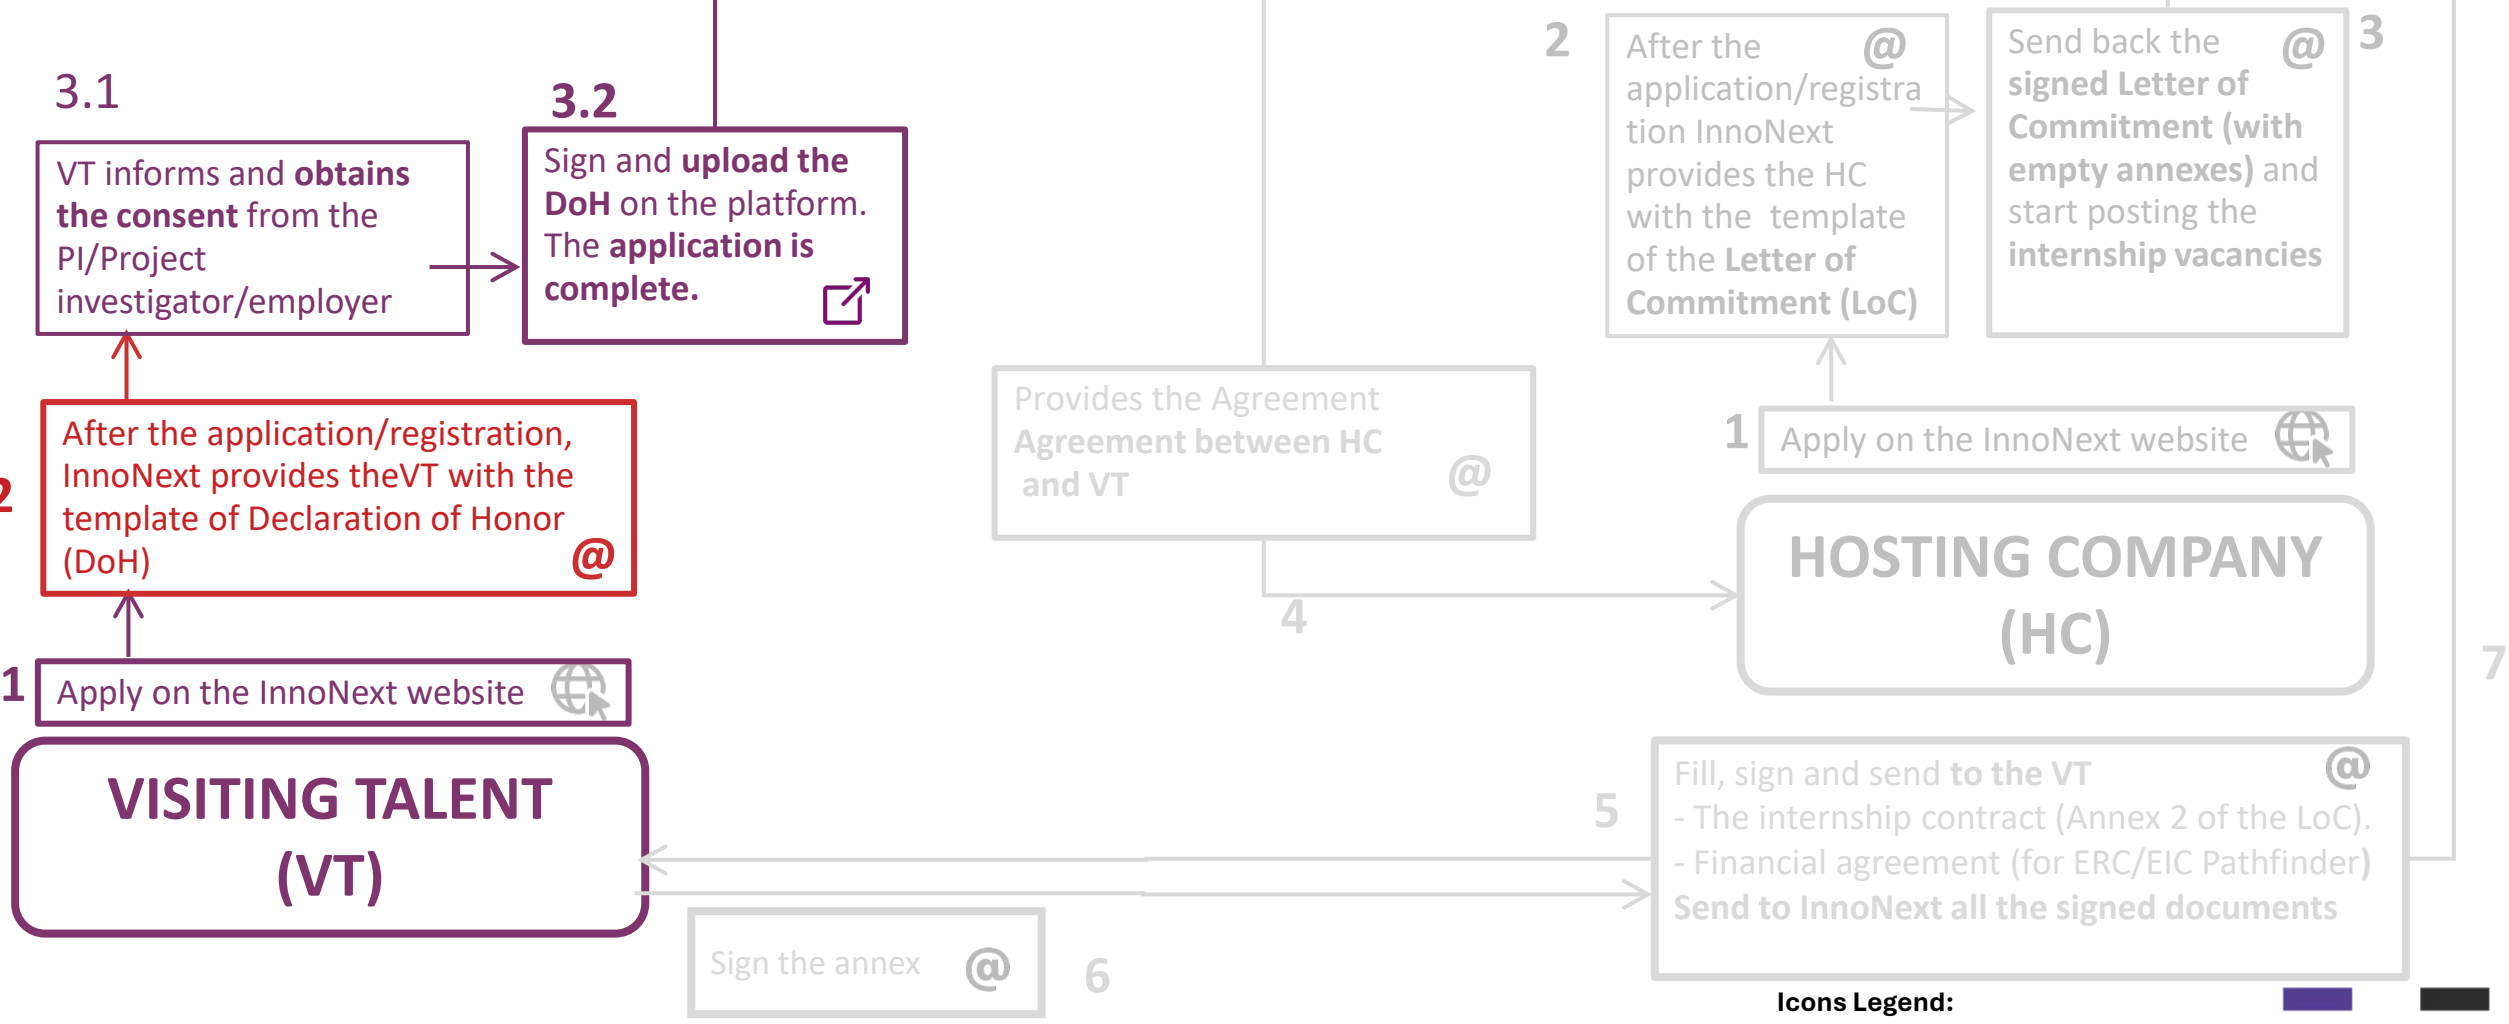 3.1
VT informs and obtains
the consent from the
PI/Project
investigator/employer
3.2
Sign and upload the
DoH on the platform.
The application is
complete.
2
After the application/registration,
InnoNext provides theVT with the
template of Declaration of Honor
(DoH)
@
1
Apply on the InnoNext website
VISITING TALENT
(VT)
Provides the Agreement
Agreement between HC
and VT
@
4
2
After the
@
application/registra
tion InnoNext
provides the HC
with the template
of the Letter of
Commitment (LoC)
3
Send back the
@
signed Letter of
Commitment (with
empty annexes) and
start posting the
internship vacancies
1
Apply on the InnoNext website
HOSTING COMPANY
(HC)
7
5
Fill, sign and send to the VT
@
- The internship contract (Annex 2 of the LoC).
- Financial agreement (for ERC/EIC Pathfinder)
Send to InnoNext all the signed documents
Sign the annex
@
6
Icons Legend: